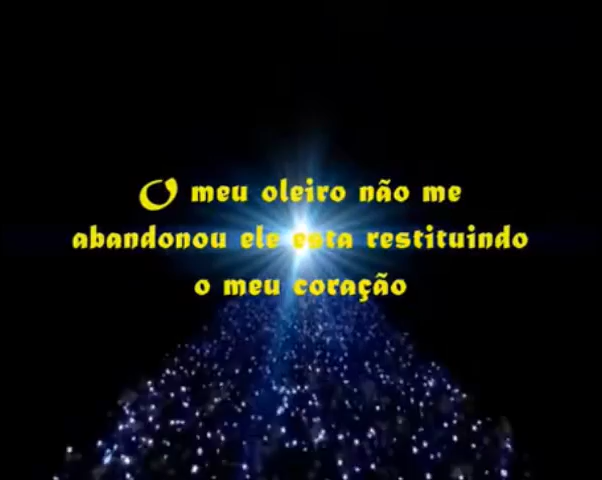 O meu oleiro não me
abandonou ele esta restituindo
o meu coração